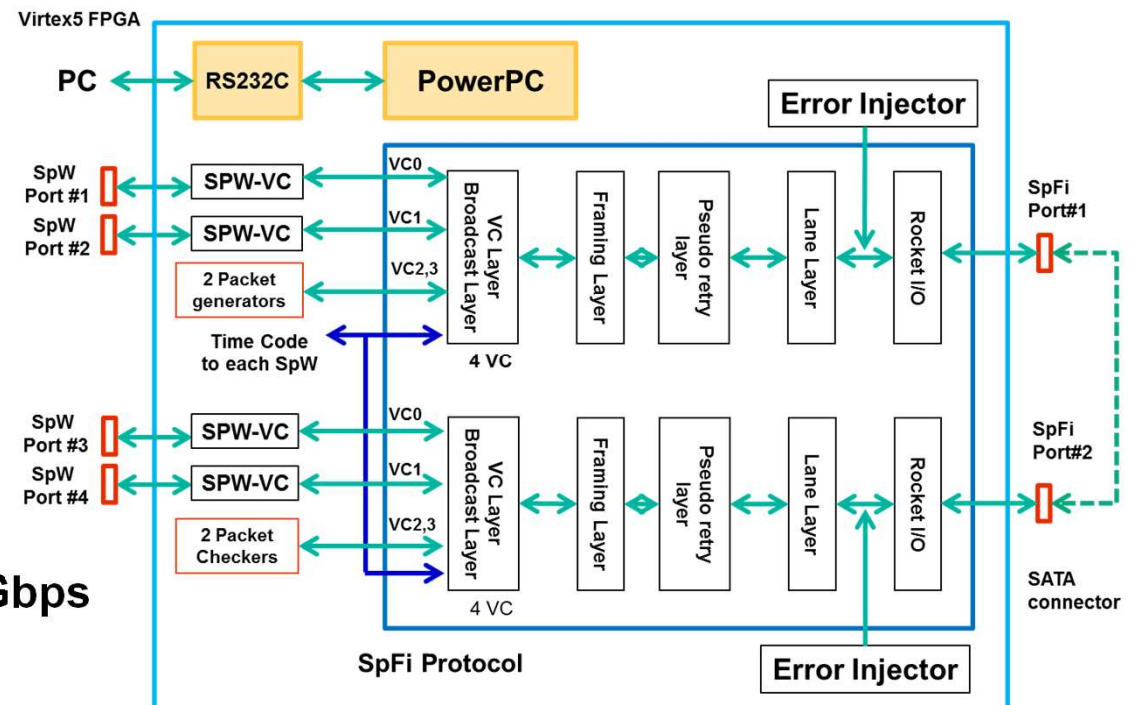 Virtex5 FPGA
PC
RS232C
PowerPC
Error Injector
SpW
Port #1
SPW-VC
VC0
SpW
Port #2
SPW-VC
VC1
2 Packet
generators
VC2,3
Time Code
to each SpW
VC Layer
Broadcast Layer
4 VC
Framing Layer
Pseudo retry
layer
Lane Layer
Rocket I/O
SpFi
Port#1
SpW
Port #3
SPW-VC
VC0
SpW
Port #4
SPW-VC
VC1
2 Packet
Checkers
VC2,3
VC Layer
Broadcast Layer
4 VC
Framing Layer
Pseudo retry
layer
Lane Layer
Rocket I/O
SpFi
Port#2
SATA
connector
SpFi Protocol
Error Injector